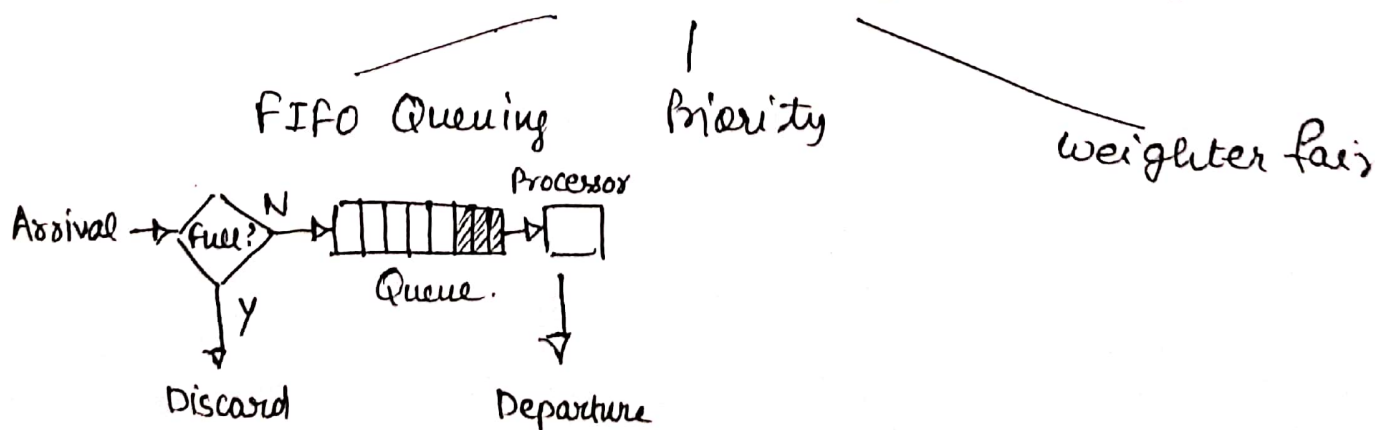 FIFO Queuing
Priority
weighter fair
Processor
Arrival
full?
N
Queue.
Y
Discard
Departure